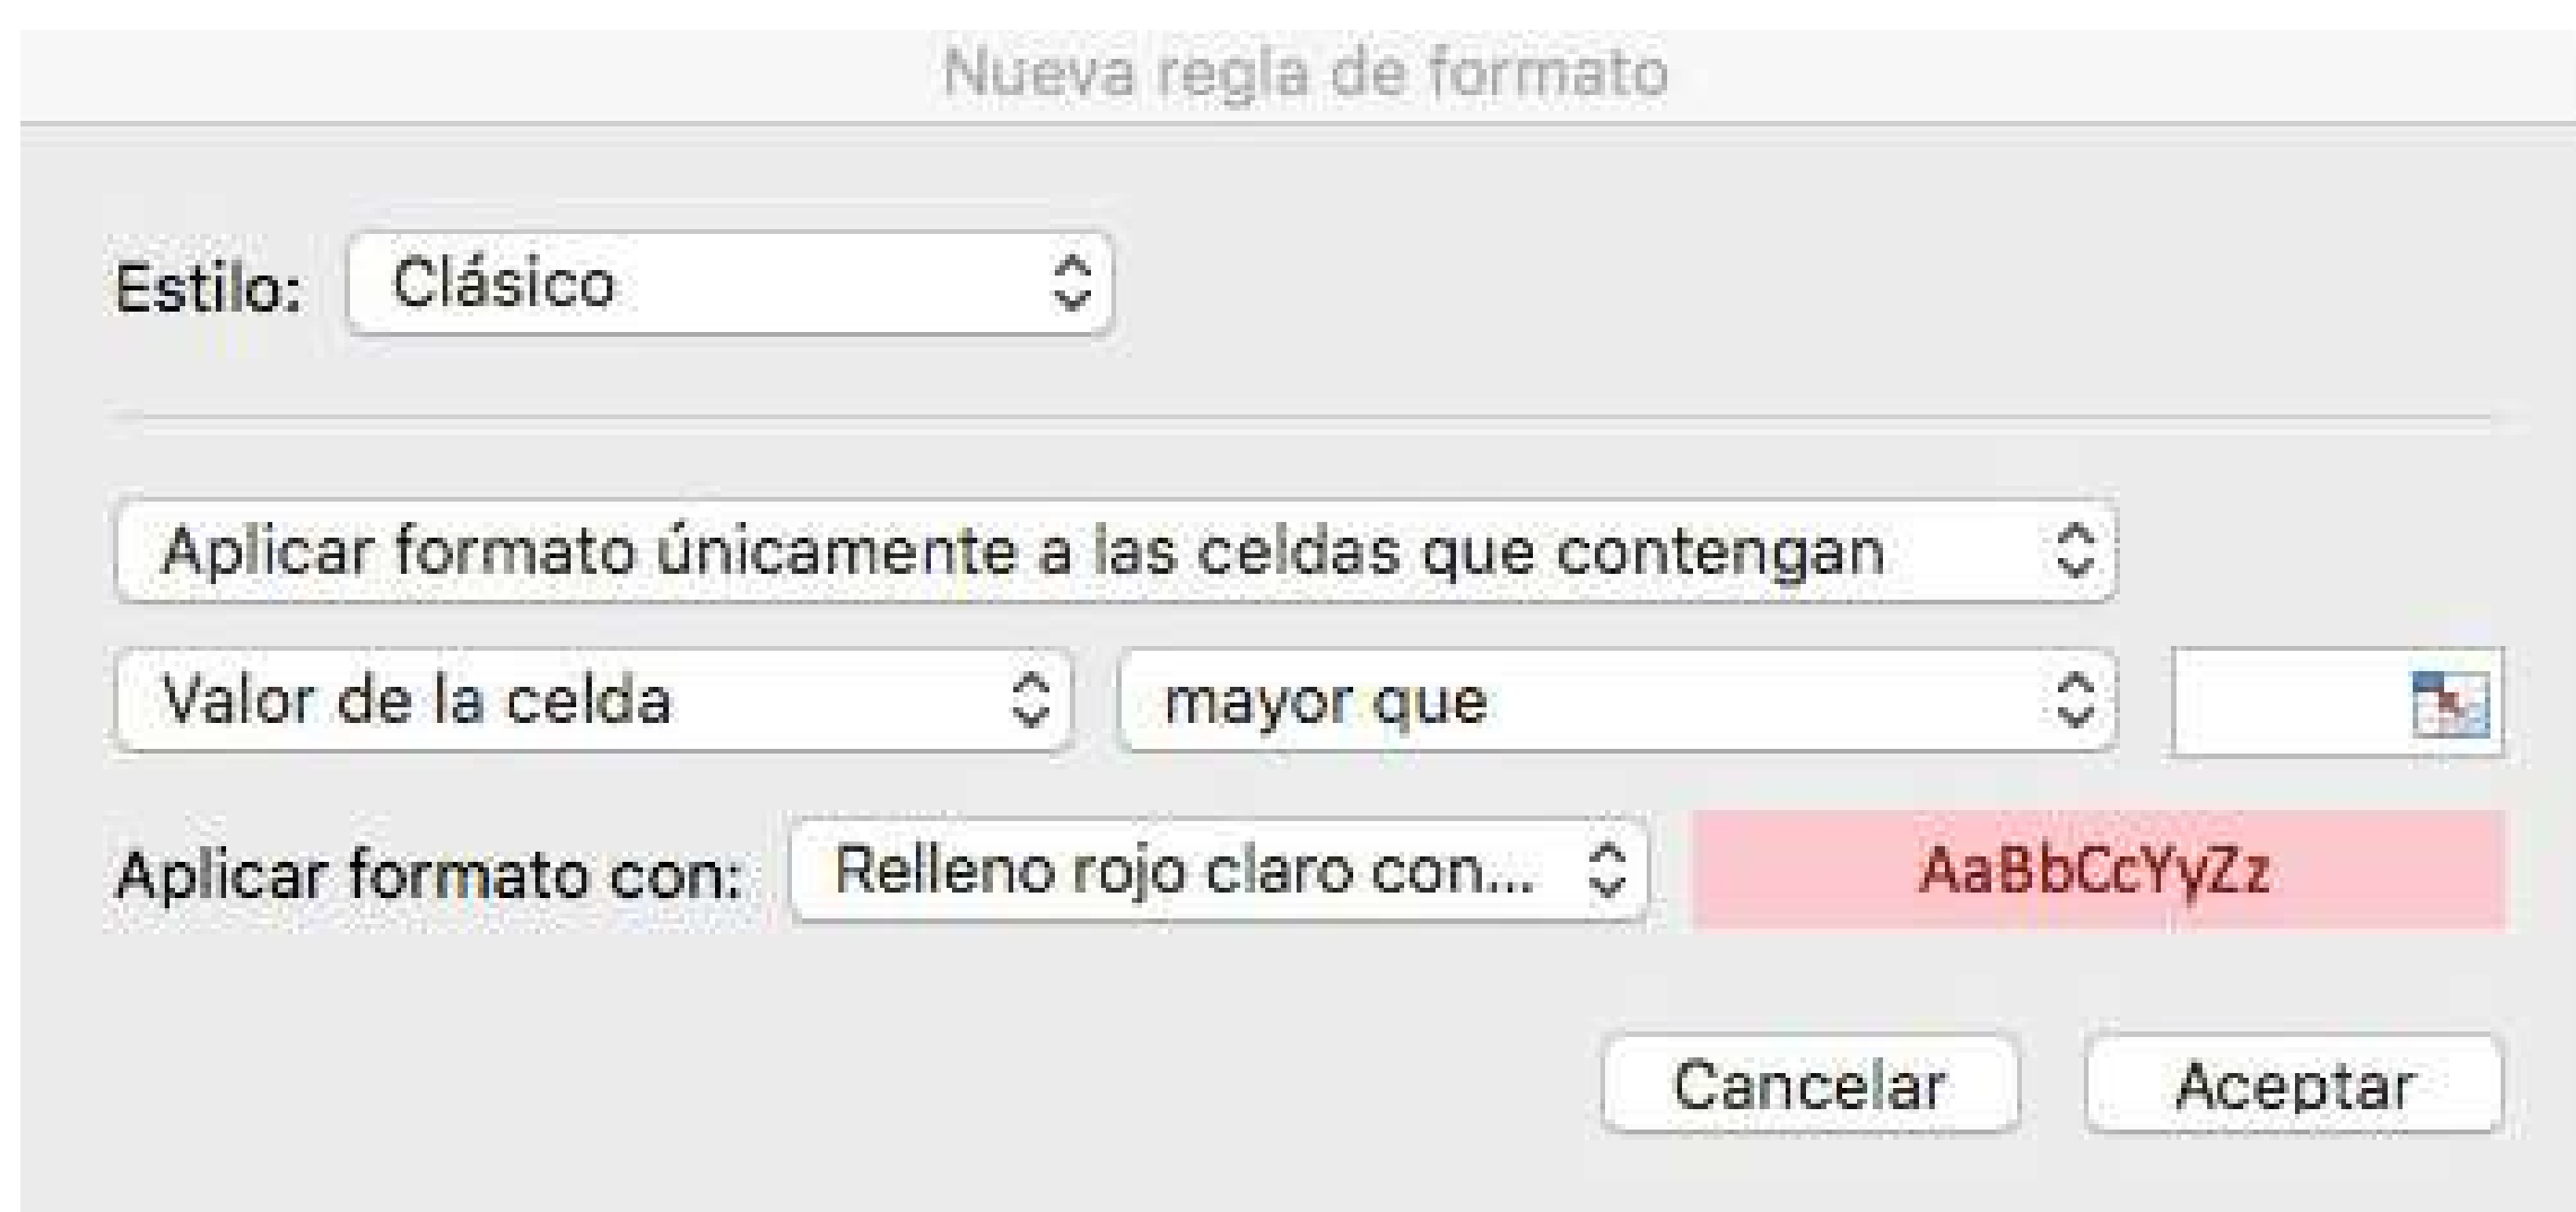 Nueva regla de formato
Estilo: Clásico
Aplicar formato únicamente a las celdas que contengan
Valor de la celda mayor que
Aplicar formato con: Relleno rojo claro con... AaBbCcYyZz
Cancelar Aceptar